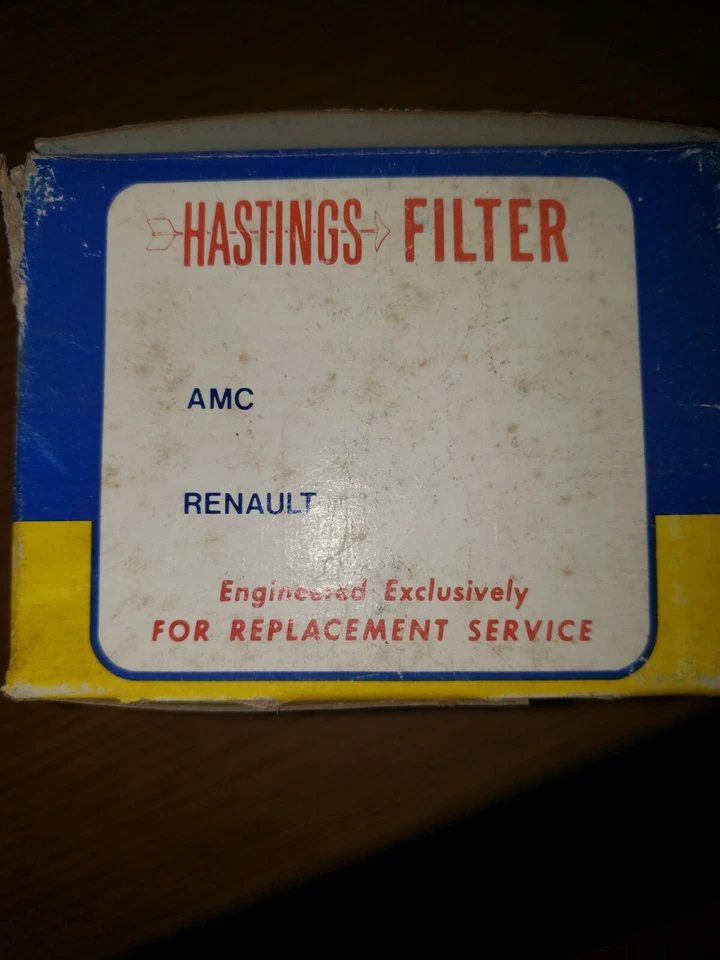 HASTINGS FILTER
AMC
RENAULT
Engineered Exclusively
FOR REPLACEMENT SERVICE